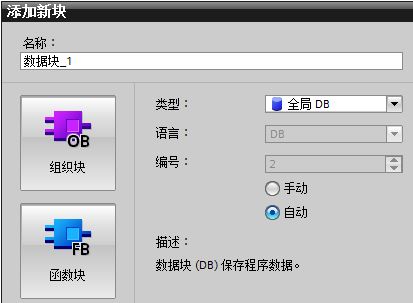 添加新块
名称：
数据块_1
OB
组织块
FB
函数块
类型：
全局 DB
语言：
DB
编号：
2
手动
自动
描述：
数据块 (DB) 保存程序数据。